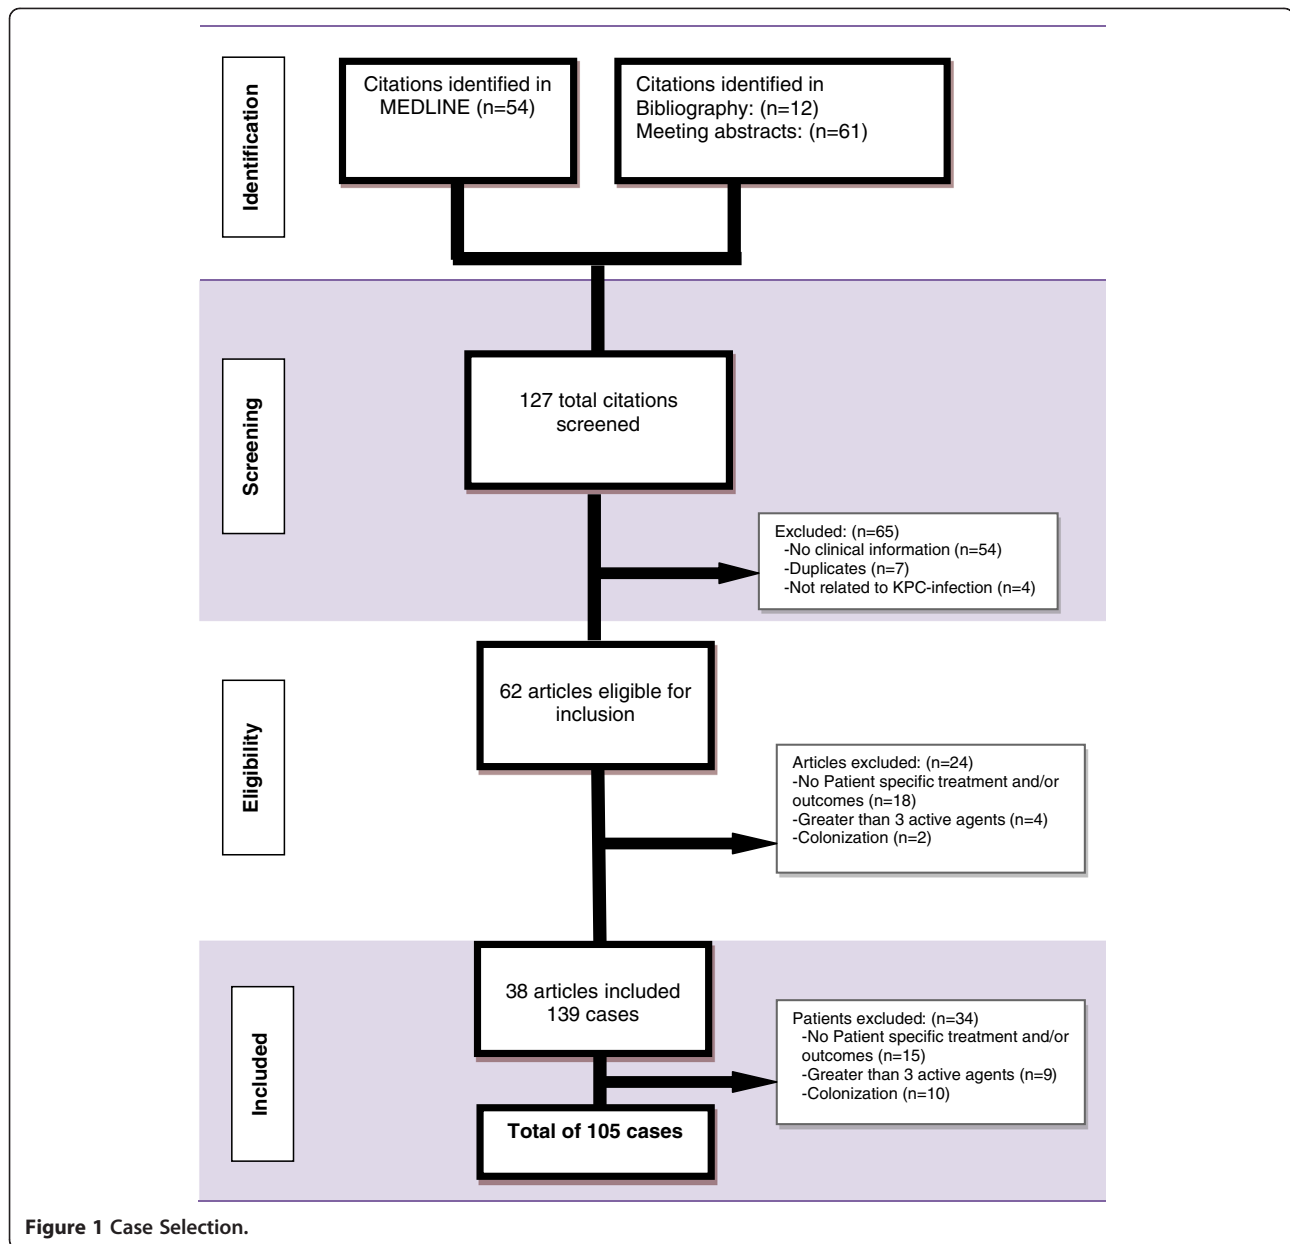 Identification
Citations identified in
MEDLINE (n=54)
Citations identified in
Bibliography: (n=12)
Meeting abstracts: (n=61)
Screening
127 total citations
screened
Excluded: (n=65)
-No clinical information (n=54)
-Duplicates (n=7)
-Not related to KPC-infection (n=4)
Eligibility
62 articles eligible for
inclusion
Articles excluded: (n=24)
-No Patient specific treatment and/or
outcomes (n=18)
-Greater than 3 active agents (n=4)
-Colonization (n=2)
Included
38 articles included
139 cases
Patients excluded: (n=34)
-No Patient specific treatment and/or
outcomes (n=15)
-Greater than 3 active agents (n=9)
-Colonization (n=10)
Total of 105 cases
Figure 1 Case Selection.